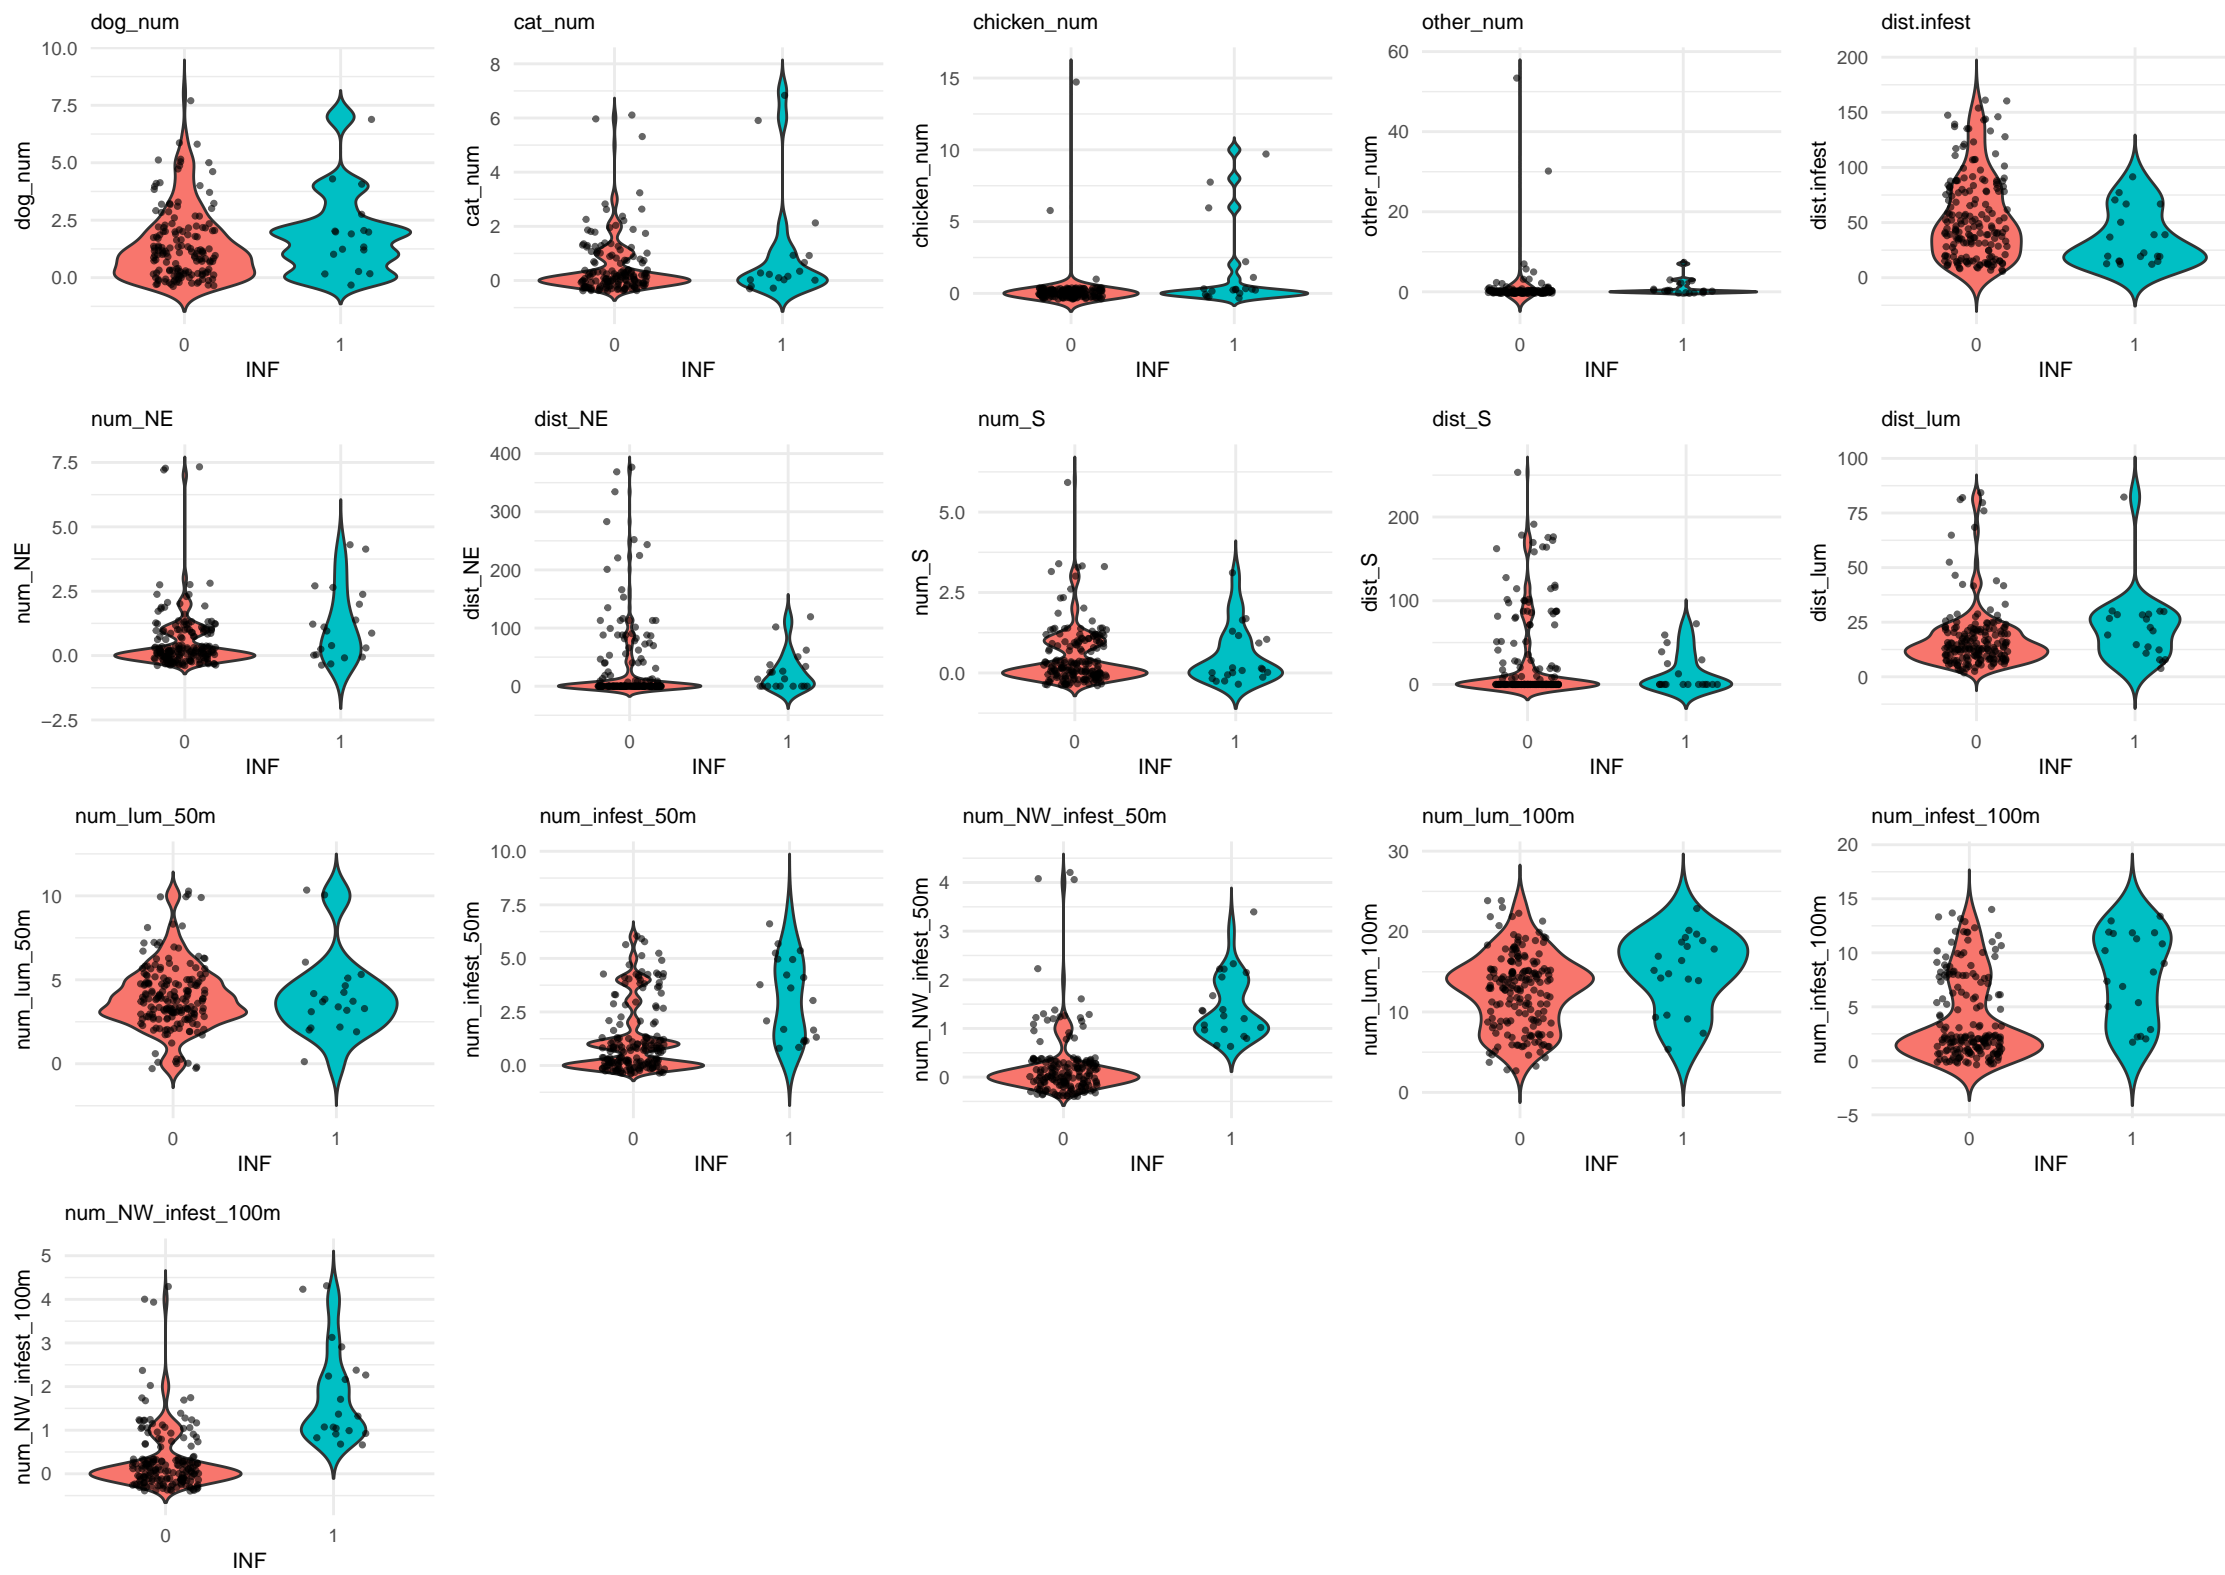 dog_num
dog_num
10.0
7.5
5.0
2.5
0.0
0 1
INF
cat_num
cat_num
8
6
4
2
0
0 1
INF
chicken_num
chicken_num
15
10
5
0
0 1
INF
other_num
other_num
60
40
20
0
0 1
INF
dist.infest
dist.infest
200
150
100
50
0
0 1
INF
num_NE
num_NE
7.5
5.0
2.5
0.0
−2.5
0 1
INF
dist_NE
dist_NE
400
300
200
100
0
0 1
INF
num_S
num_S
5.0
2.5
0.0
0 1
INF
dist_S
dist_S
200
100
0
0 1
INF
dist_lum
dist_lum
100
75
50
25
0
0 1
INF
num_lum_50m
num_lum_50m
10
5
0
0 1
INF
num_infest_50m
num_infest_50m
10.0
7.5
5.0
2.5
0.0
0 1
INF
num_NW_infest_50m
num_NW_infest_50m
4
3
2
1
0
0 1
INF
num_lum_100m
num_lum_100m
30
20
10
0
0 1
INF
num_infest_100m
num_infest_100m
20
15
10
5
0
−5
0 1
INF
num_NW_infest_100m
num_NW_infest_100m
5
4
3
2
1
0
0 1
INF